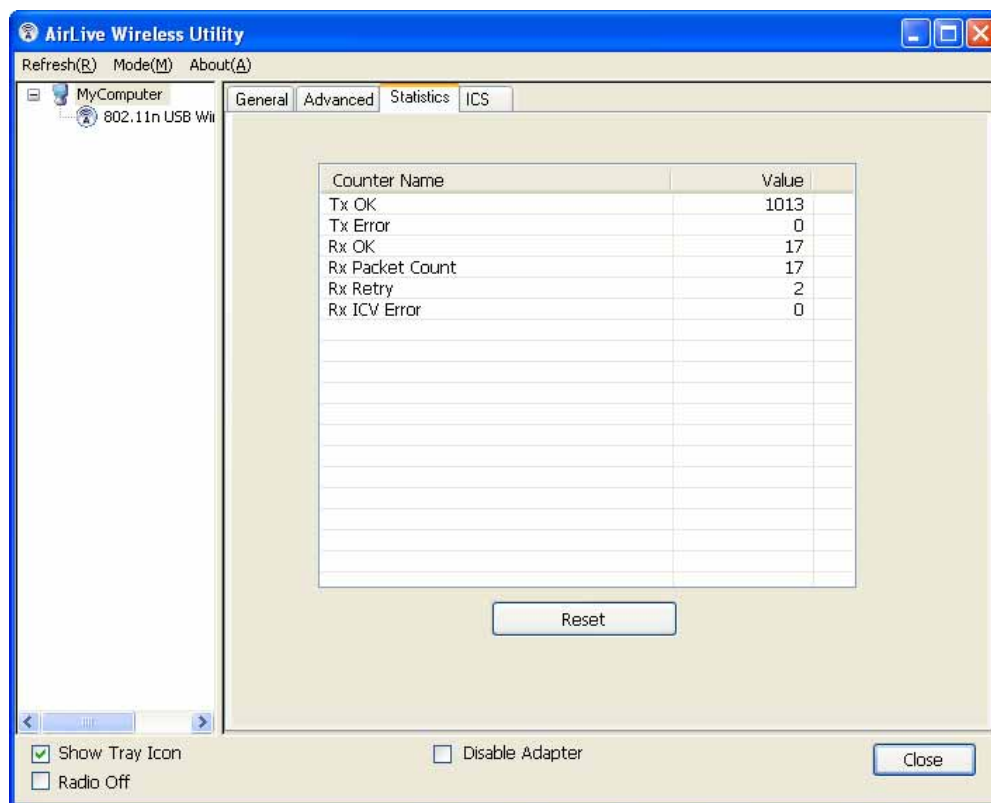 AirLive Wireless Utility
Refresh(R) Mode(M) About(A)
MyComputer
802.11n USB
General Advanced Statistics ICS
Counter Name Value
Tx OK 1013
Tx Error 0
Rx OK 17
Rx Packet Count 17
Rx Retry 2
Rx ICV Error 0
Reset
Show Tray Icon
Disable Adapter
Close
Radio Off